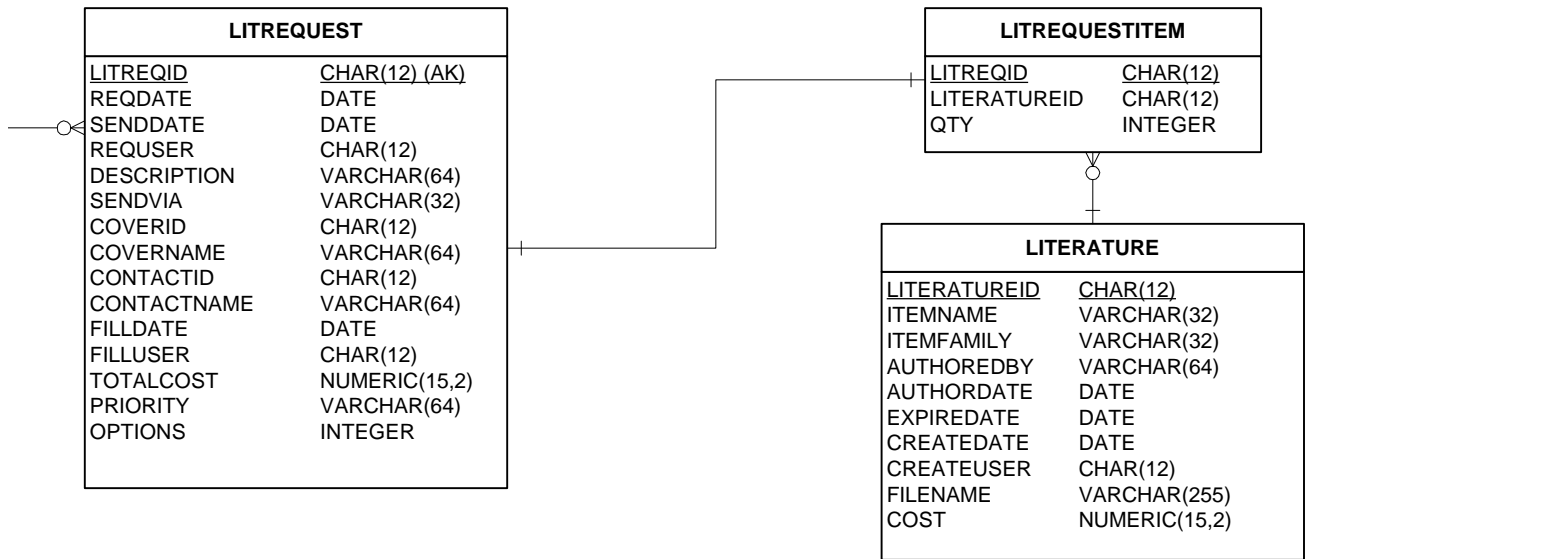 LITREQUEST
LITREQID CHAR(12) (AK)
REQDATE DATE
SENDDATE DATE
REQUSER CHAR(12)
DESCRIPTION VARCHAR(64)
SENDVIA VARCHAR(32)
COVERID CHAR(12)
COVERNAME VARCHAR(64)
CONTACTID CHAR(12)
CONTACTNAME VARCHAR(64)
FILLDATE DATE
FILLUSER CHAR(12)
TOTALCOST NUMERIC(15,2)
PRIORITY VARCHAR(64)
OPTIONS INTEGER
LITREQUESTITEM
LITREQID CHAR(12)
LITERATUREID CHAR(12)
QTY INTEGER
LITERATURE
LITERATUREID CHAR(12)
ITEMNAME VARCHAR(32)
ITEMFAMILY VARCHAR(32)
AUTHOREDBY VARCHAR(64)
AUTHORDATE DATE
EXPIREDATE DATE
CREATEDATE DATE
CREATEUSER CHAR(12)
FILENAME VARCHAR(255)
COST NUMERIC(15,2)